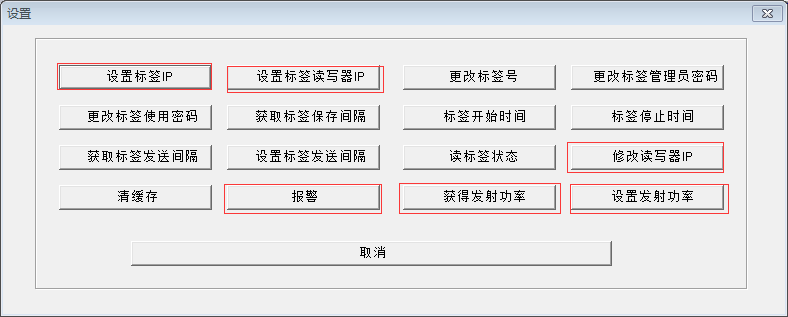 设置
设置标签IP 设置标签读写器IP 更改标签号 更改标签管理员密码
更改标签使用密码 获取标签保存间隔 标签开始时间 标签停止时间
获取标签发送间隔 设置标签发送间隔 读标签状态 修改读写器IP
清缓存 报警 获得发射功率 设置发射功率
取消